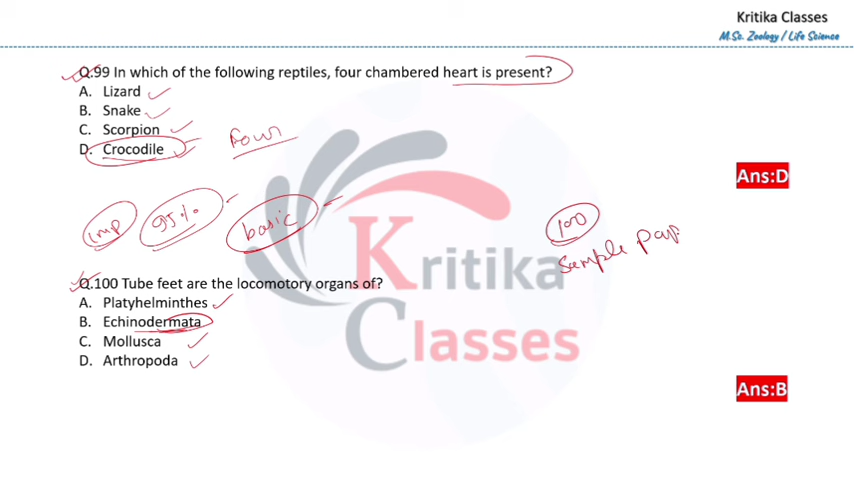 Kritika Classes
M.Sc. Zoology / Life Science
Q.99 In which of the following reptiles, four chambered heart is present?
A. Lizard
B. Snake
C. Scorpion
D. Crocodile
Four
Ans:D
imp 95% basic
100
Sample Pap
Q.100 Tube feet are the locomotory organs of?
A. Platyhelminthes
B. Echinodermata
C. Mollusca
D. Arthropoda
Kritika
Classes
Ans:B